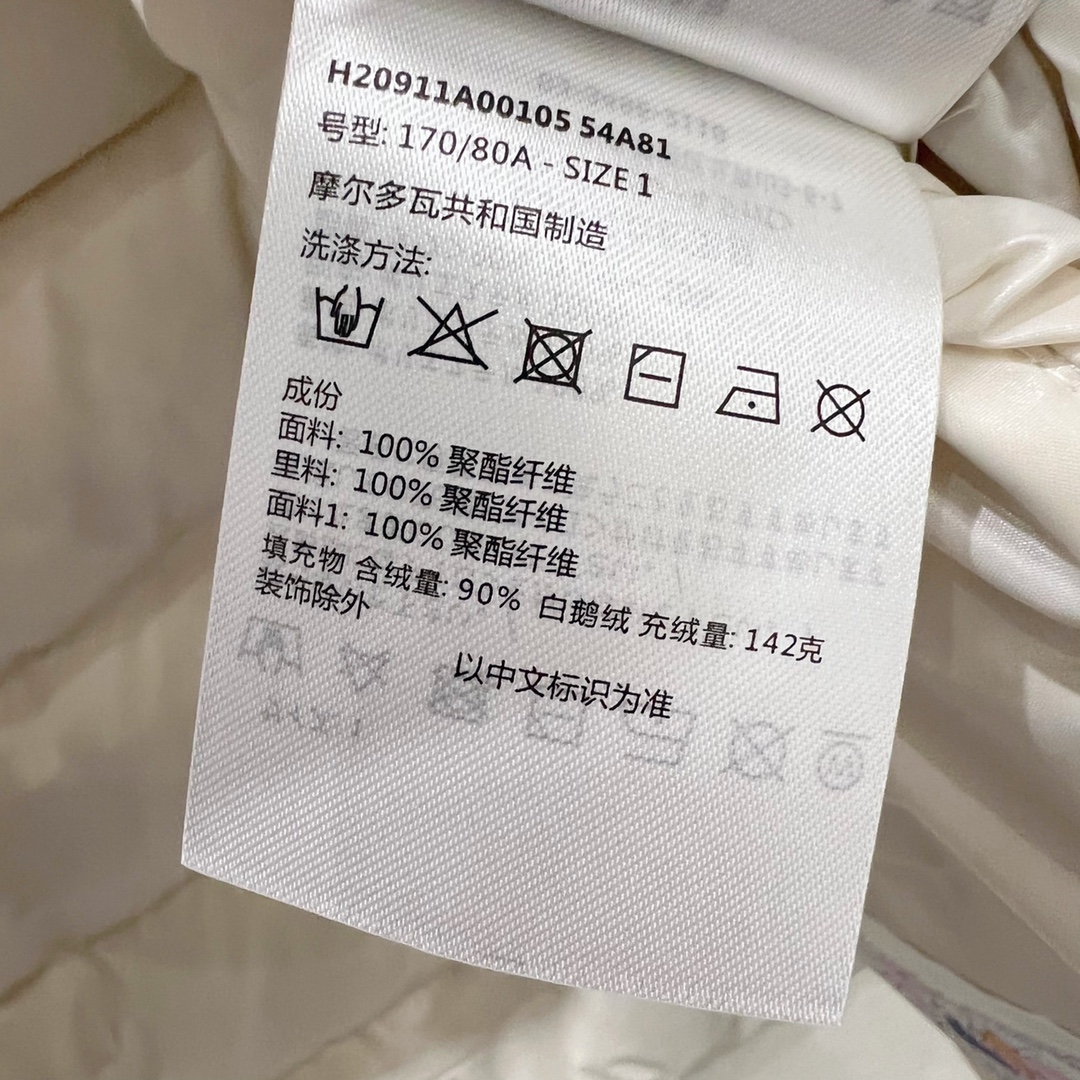 H20911A00105 54A81
号型: 170/80A - SIZE 1
摩尔多瓦共和国制造
洗涤方法:
成份
面料: 100% 聚酯纤维
里料: 100% 聚酯纤维
面料1: 100% 聚酯纤维
填充物 含绒量: 90% 白鹅绒 充绒量: 142克
装饰除外
以中文标识为准